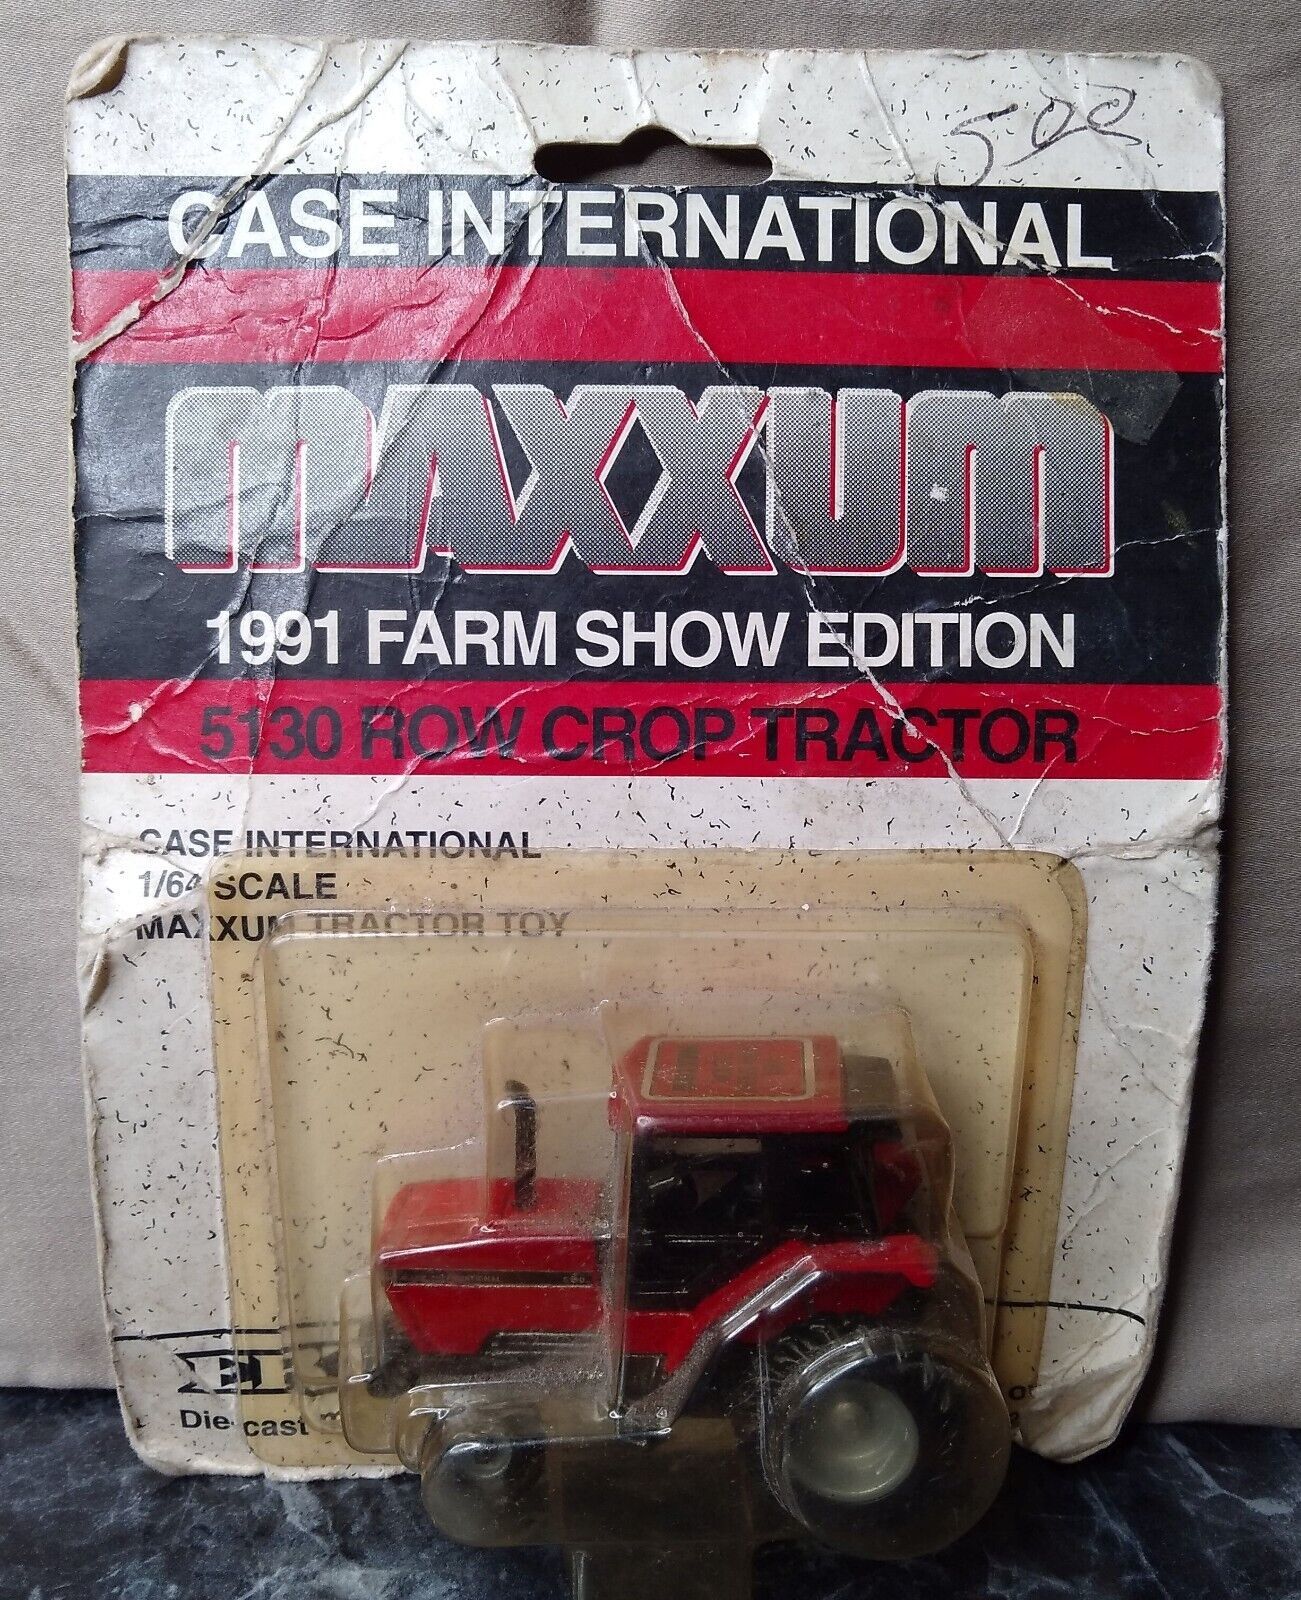 5.00
CASE INTERNATIONAL
MAXXUM
1991 FARM SHOW EDITION
5130 ROW CROP TRACTOR
CASE INTERNATIONAL
1/64 SCALE
MAXXUM TRACTOR TOY
Die-cast